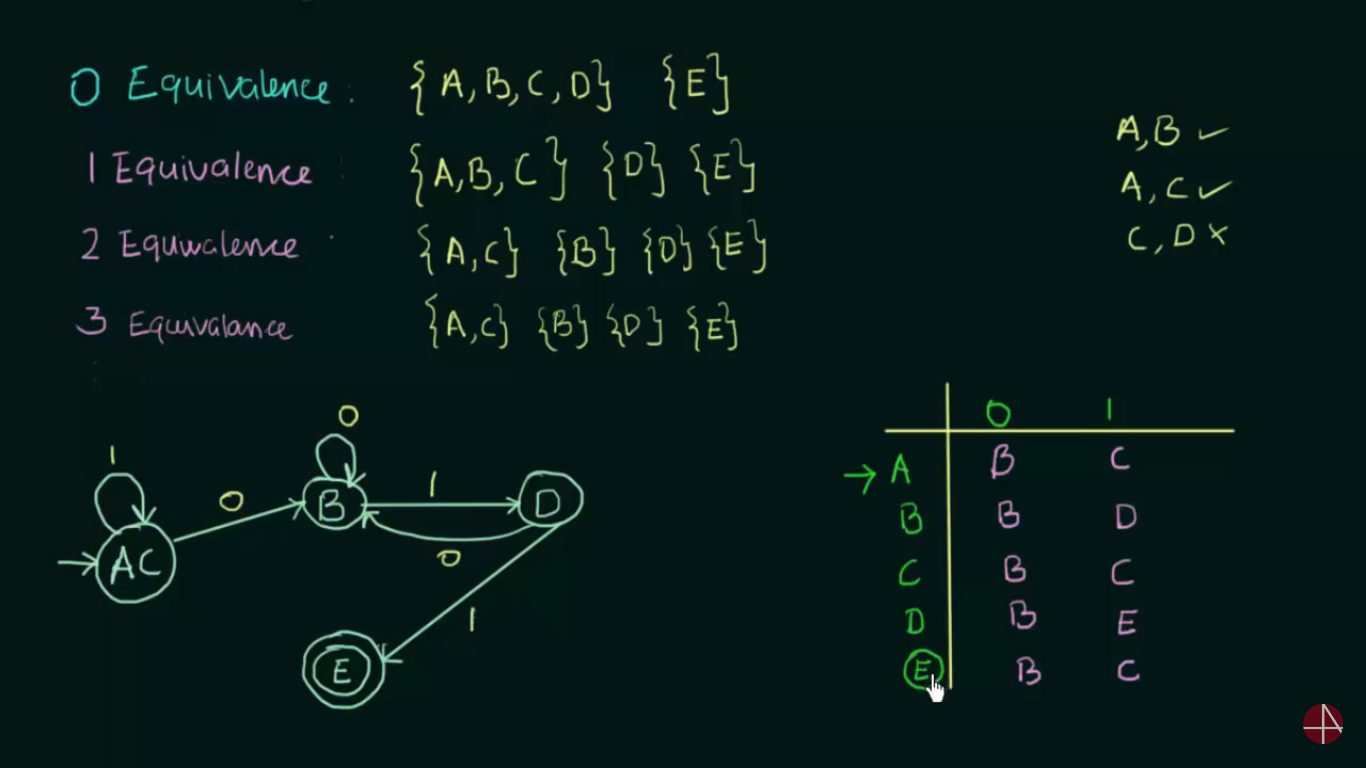 0 Equivalence : {A, B, C, D} {E}
1 Equivalence {A, B, C} {D} {E}
2 Equivalence {A, C} {B} {D} {E}
3 Equivalance {A, C} {B} {D} {E}
A, B ✓
A, C ✓
C, D ×
0
1
0
B
1
D
AC
0
1
E
0 1
→ A B C
B B D
C B C
D B E
E B C